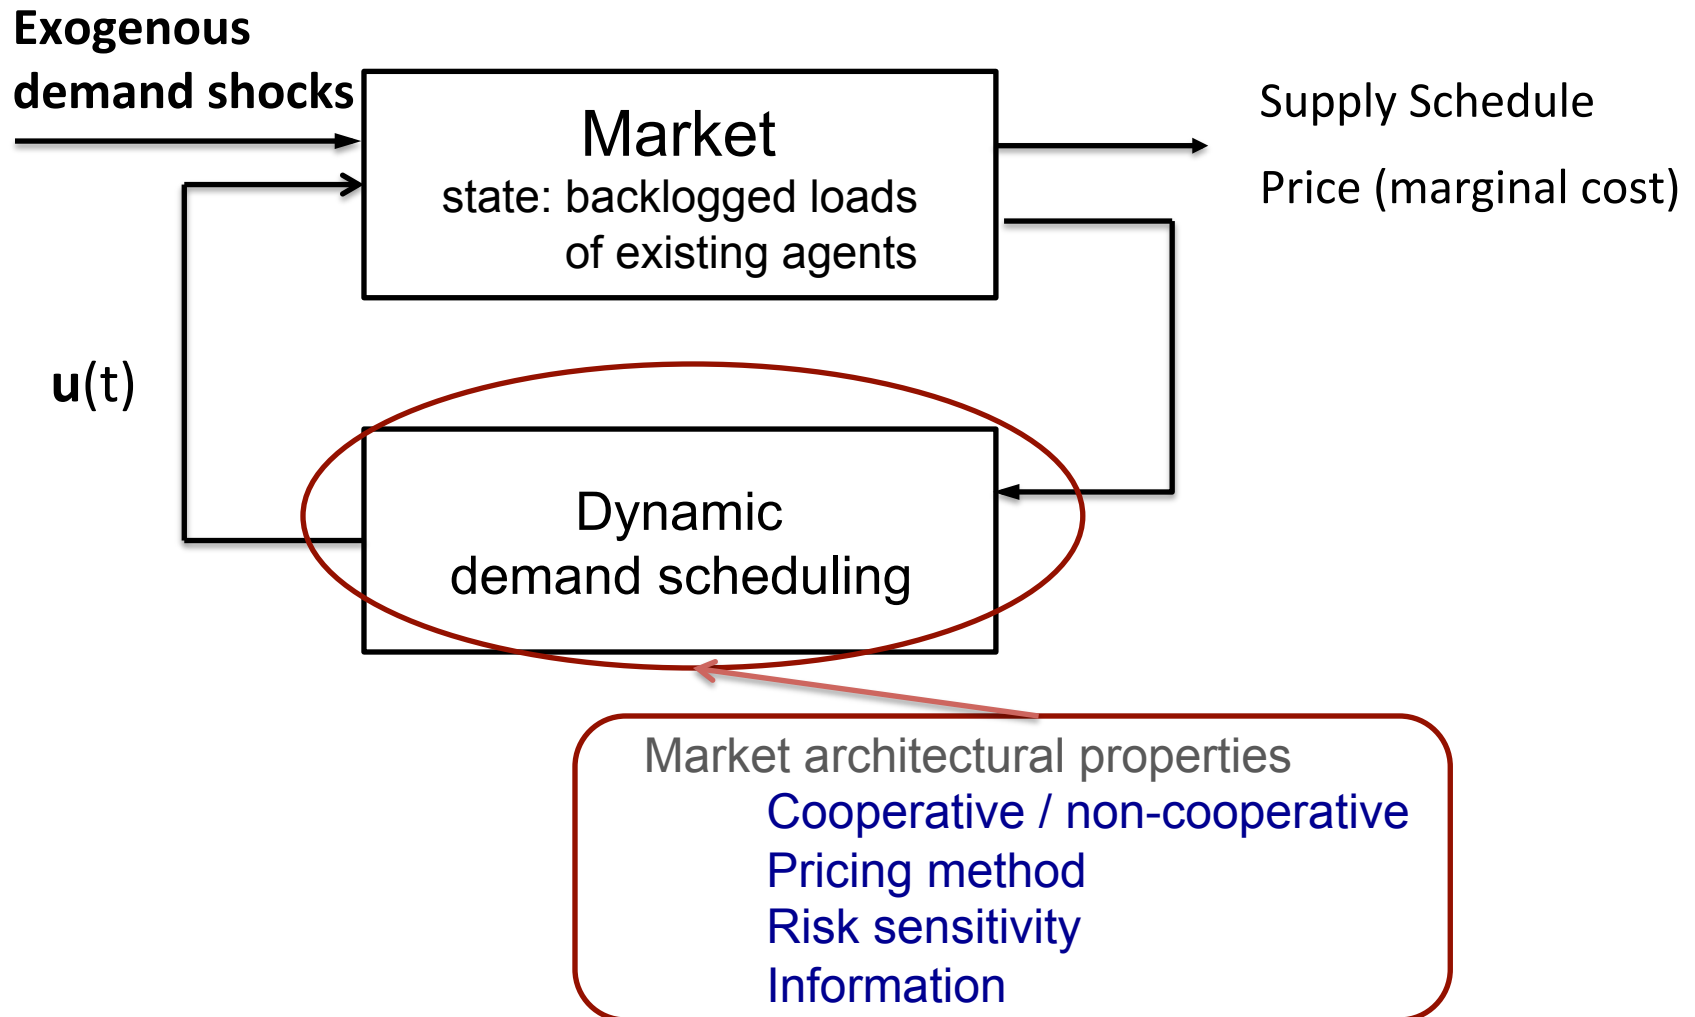 Exogenous
demand shocks
Market
state: backlogged loads
of existing agents
Supply Schedule
Price (marginal cost)
u(t)
Dynamic
demand scheduling
Market architectural properties
Cooperative / non-cooperative
Pricing method
Risk sensitivity
Information